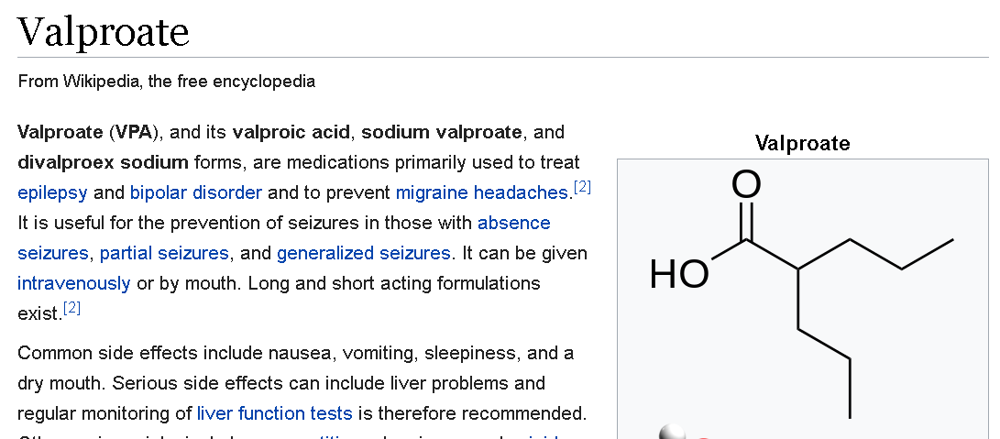 Valproate
From Wikipedia, the free encyclopedia
Valproate (VPA), and its valproic acid, sodium valproate, and
divalproex sodium forms, are medications primarily used to treat
epilepsy and bipolar disorder and to prevent migraine headaches.[2]
It is useful for the prevention of seizures in those with absence
seizures, partial seizures, and generalized seizures. It can be given
intravenously or by mouth. Long and short acting formulations
exist.[2]
Common side effects include nausea, vomiting, sleepiness, and a
dry mouth. Serious side effects can include liver problems and
regular monitoring of liver function tests is therefore recommended.
Valproate
O
HO